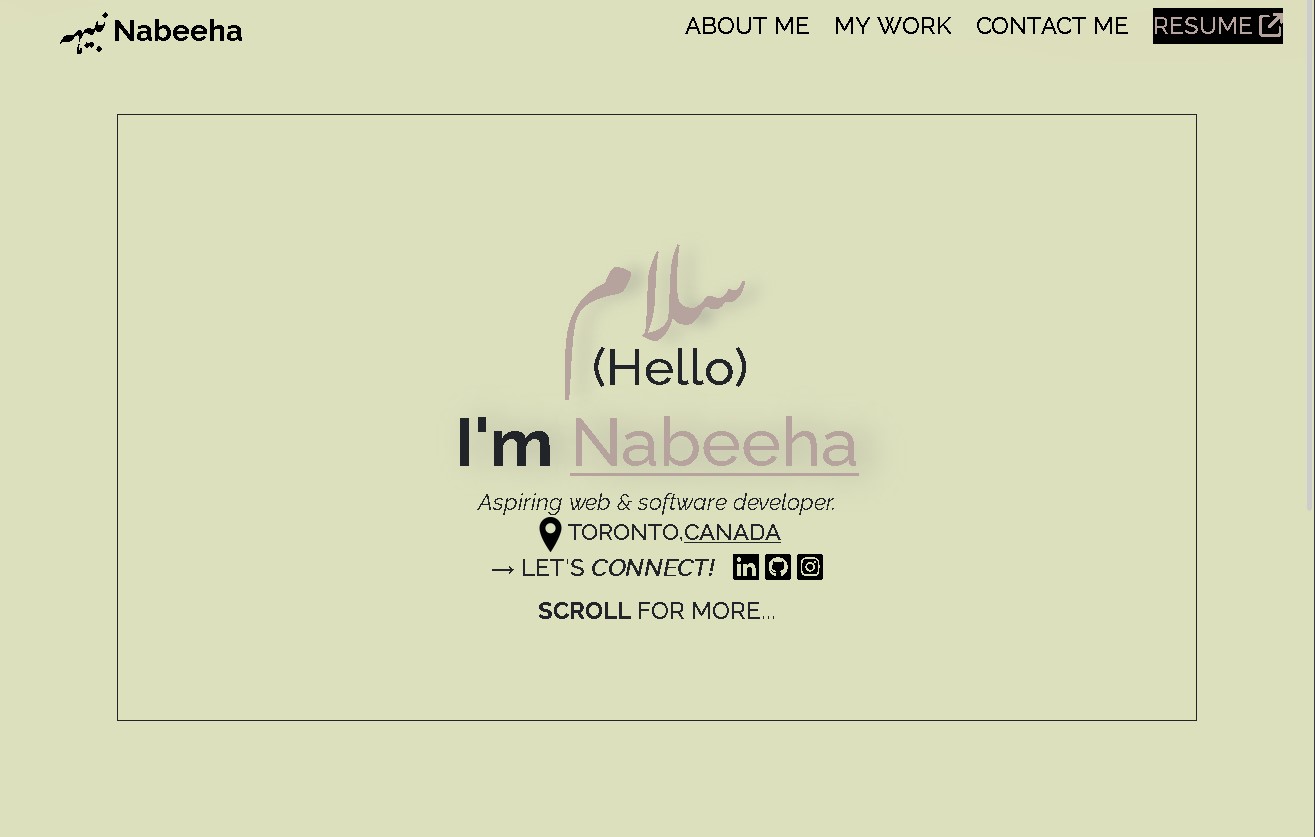 نبیہہ Nabeeha
ABOUT ME
MY WORK
CONTACT ME
RESUME
سلام
(Hello)
I'm Nabeeha
Aspiring web & software developer.
TORONTO,CANADA
→ LET'S CONNECT! in
SCROLL FOR MORE...